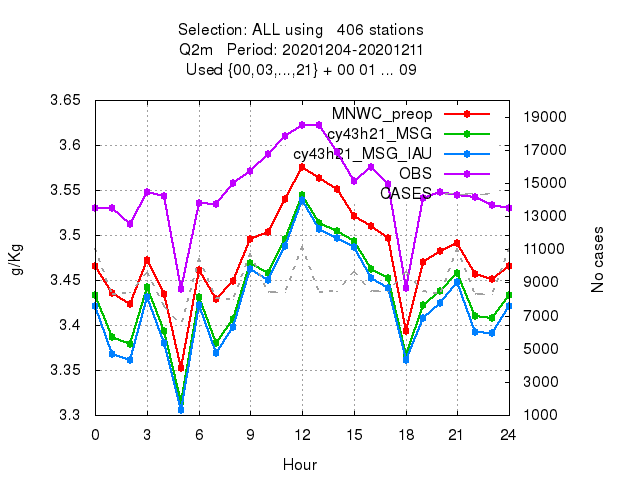 Selection: ALL using   406 stations
Q2m   Period: 20201204-20201211
Used {00,03,...,21} + 00 01 ... 09
3.65
3.6
3.55
3.5
3.45
3.4
3.35
3.3
g/Kg
MNWC_preop
cy43h21_MSG
cy43h21_MSG_IAU
OBS
CASES
19000
17000
15000
13000
11000
9000
7000
5000
3000
1000
No cases
0 3 6 9 12 15 18 21 24
Hour